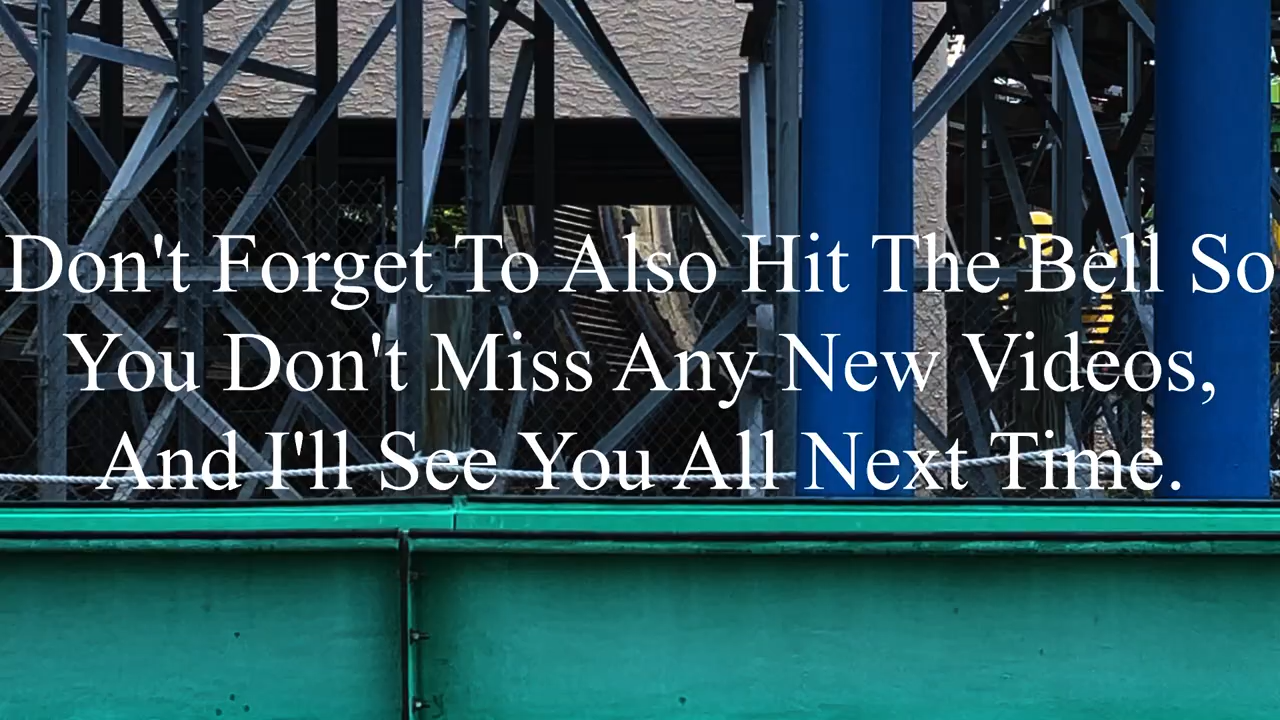 Don't Forget To Also Hit The Bell So
You Don't Miss Any New Videos,
And I'll See You All Next Time.